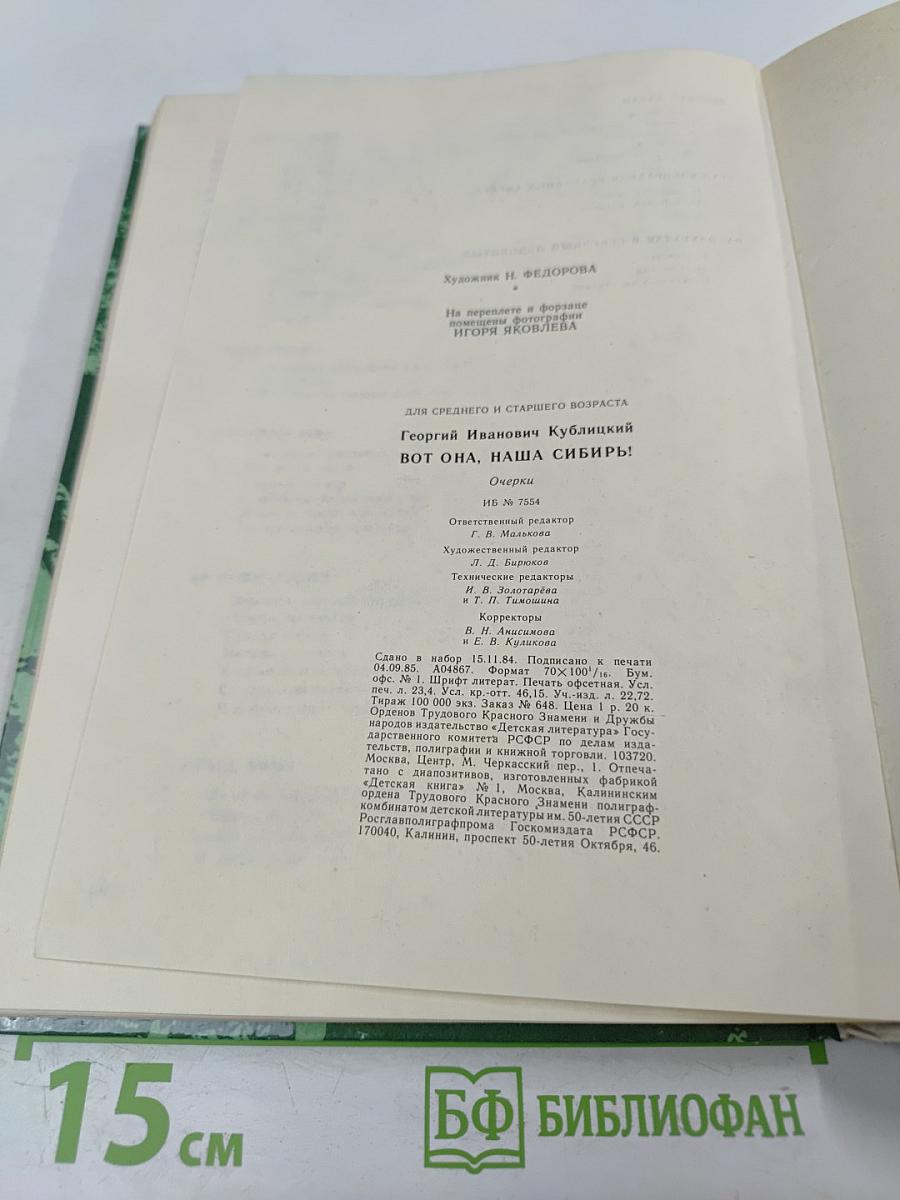 Художник Н. ФЕДОРОВА
На переплете и форзаце
помещены фотографии
ИГОРЯ ЯКОВЛЕВА
ДЛЯ СРЕДНЕГО И СТАРШЕГО ВОЗРАСТА
Георгий Иванович Кублицкий
ВОТ ОНА, НАША СИБИРЬ!
Очерки
ИБ № 7554
Ответственный редактор
Г. В. Малькова
Художественный редактор
Л. Д. Бирюков
Технические редакторы
И. В. Золотарёва
и Т. П. Тимошина
Корректоры
В. Н. Анисимова
и Е. В. Куликова
Сдано в набор 15.11.84. Подписано к печати
04.09.85. А04867. Формат 70×100¹/₁₆. Бум.
офс. № 1. Шрифт литерат. Печать офсетная. Усл.
печ. л. 23,4. Усл. кр.-отт. 46,15. Уч.-изд. л. 22,72.
Тираж 100 000 экз. Заказ № 648. Цена 1 р. 20 к.
Орденов Трудового Красного Знамени и Дружбы
народов издательство «Детская литература» Госу-
дарственного комитета РСФСР по делам изда-
тельств, полиграфии и книжной торговли. 103720.
Москва, Центр, М. Черкасский пер., 1. Отпеча-
тано с диапозитивов, изготовленных фабрикой
«Детская книга» № 1, Москва, Калининским
ордена Трудового Красного Знамени полиграф-
комбинатом детской литературы им. 50-летия СССР
Росглавполиграфпрома Госкомиздата РСФСР.
170040, Калинин, проспект 50-летия Октября, 46.
15 см
БФ БИБЛИОФАН